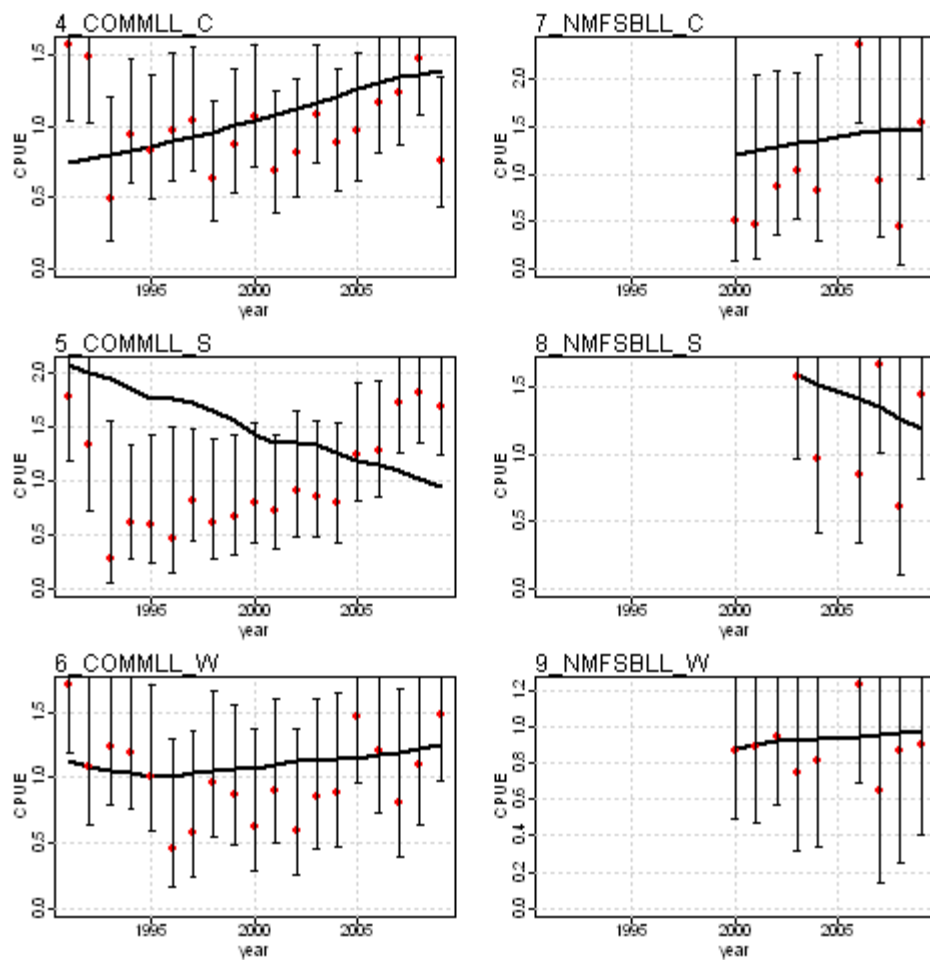 4_COMMLL_C
CPUE
0.0 0.5 1.0 1.5
1995 2000 2005
year
7_NMFSBLL_C
CPUE
0.0 0.5 1.0 1.5 2.0
1995 2000 2005
year
5_COMMLL_S
CPUE
0.0 0.5 1.0 1.5 2.0
1995 2000 2005
year
8_NMFSBLL_S
CPUE
0.0 0.5 1.0 1.5
1995 2000 2005
year
6_COMMLL_W
CPUE
0.0 0.5 1.0 1.5
1995 2000 2005
year
9_NMFSBLL_W
CPUE
0.0 0.2 0.4 0.6 0.8 1.0 1.2
1995 2000 2005
year